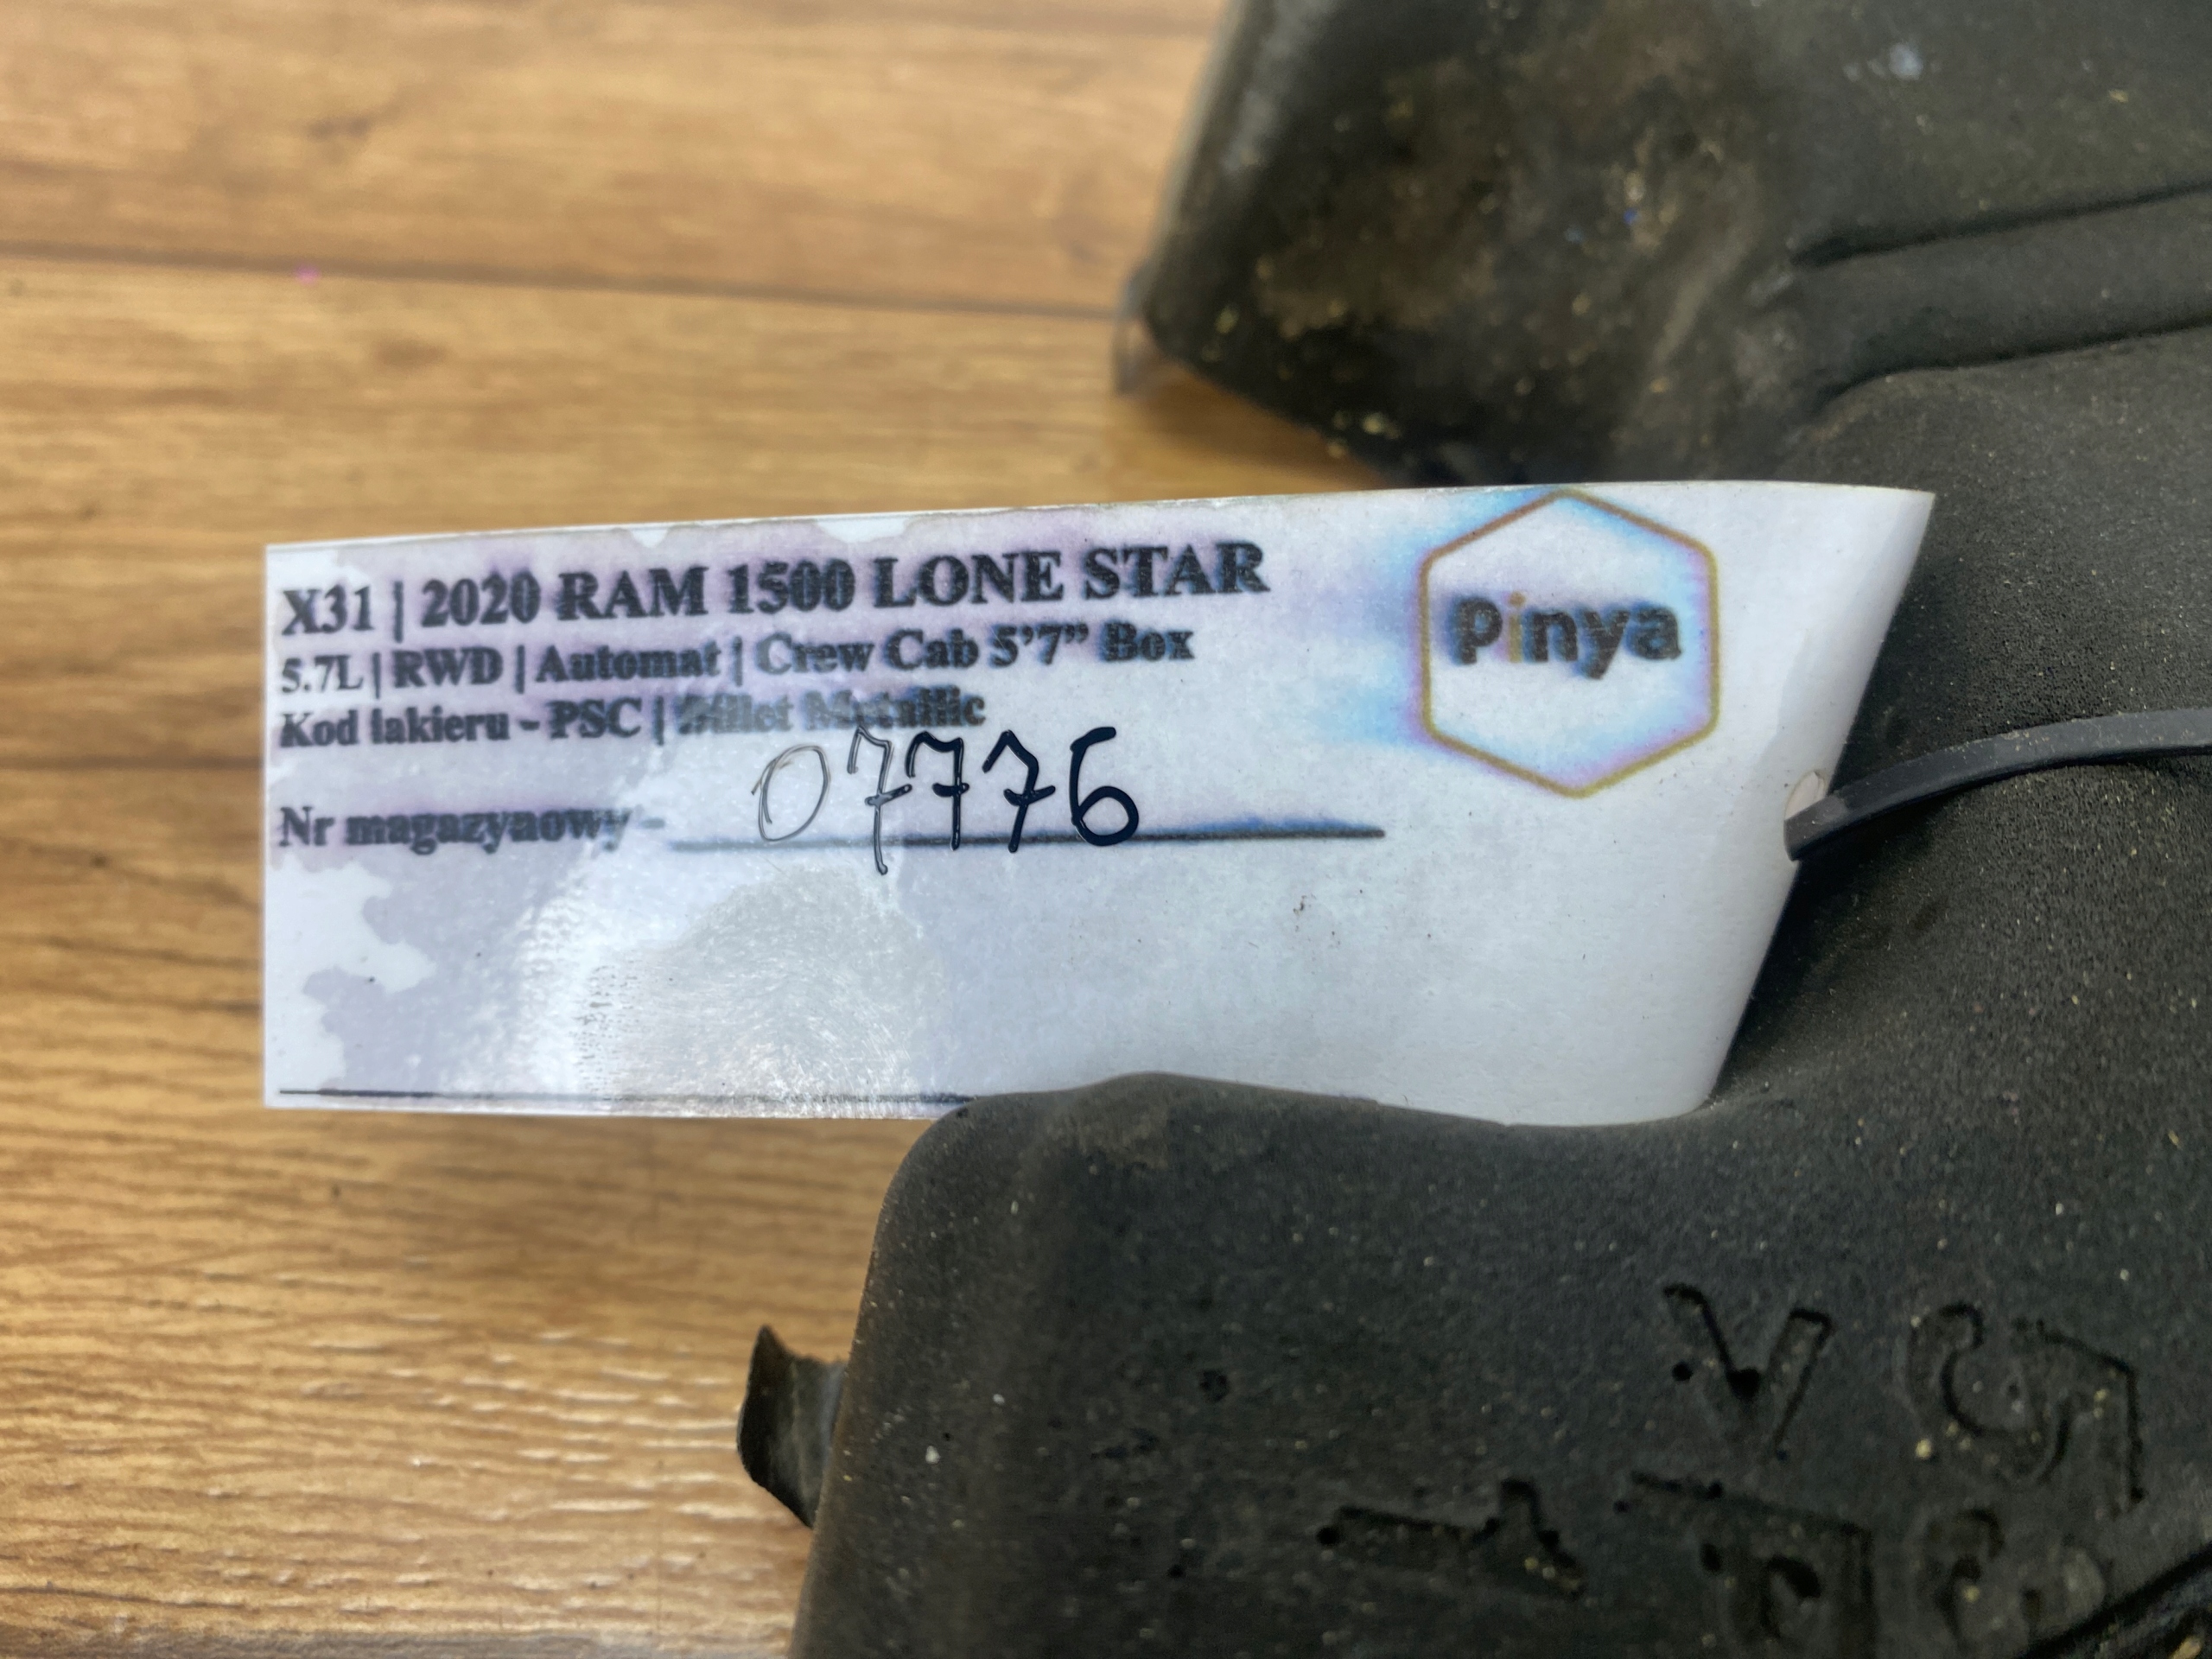 X31 | 2020 RAM 1500 LONE STAR
5.7L | RWD | Automat | Crew Cab 5'7" Box
Kod lakieru - PSC | Billet Metallic
Nr magazynowy - 07776
Pinya